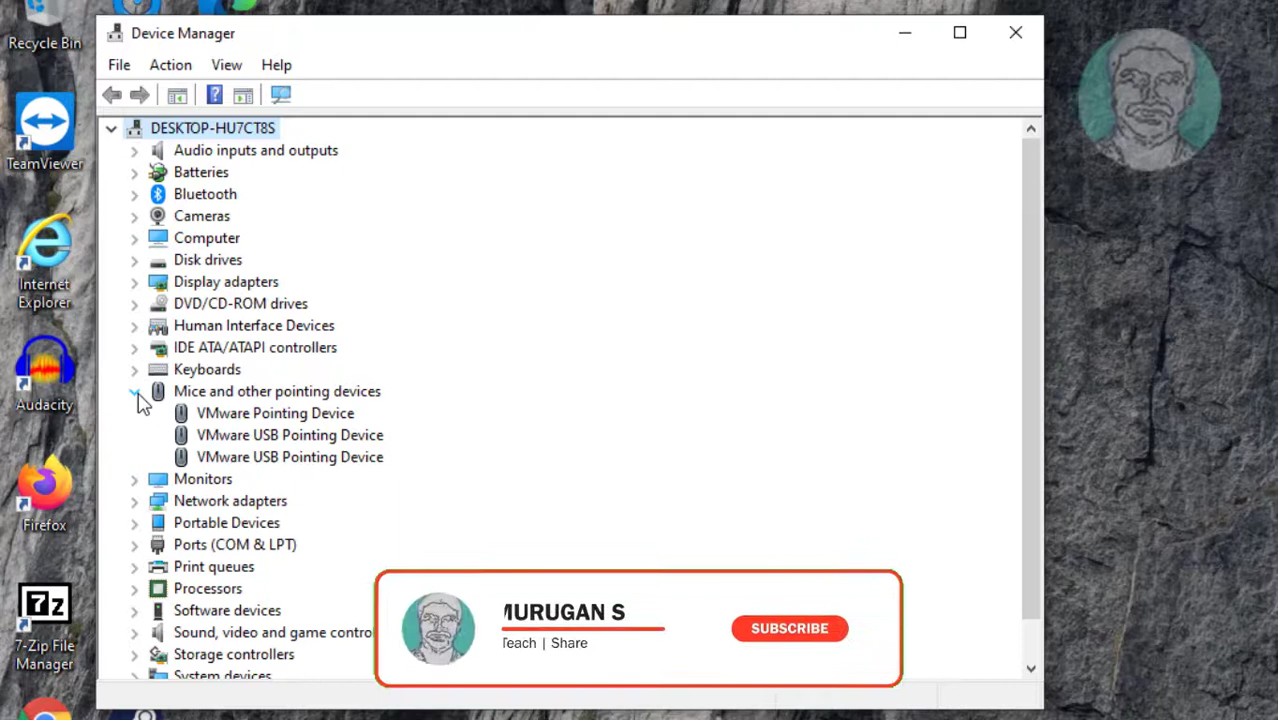 Recycle Bin
TeamViewer
Internet
Explorer
Audacity
Firefox
7z
7-Zip File
Manager
Device Manager
File Action View Help
DESKTOP-HU7CT8S
Audio inputs and outputs
Batteries
Bluetooth
Cameras
Computer
Disk drives
Display adapters
DVD/CD-ROM drives
Human Interface Devices
IDE ATA/ATAPI controllers
Keyboards
Mice and other pointing devices
VMware Pointing Device
VMware USB Pointing Device
VMware USB Pointing Device
Monitors
Network adapters
Portable Devices
Ports (COM & LPT)
Print queues
Processors
Software devices
Sound, video and game contro
Storage controllers
System devices
MURUGAN S
Teach | Share
SUBSCRIBE